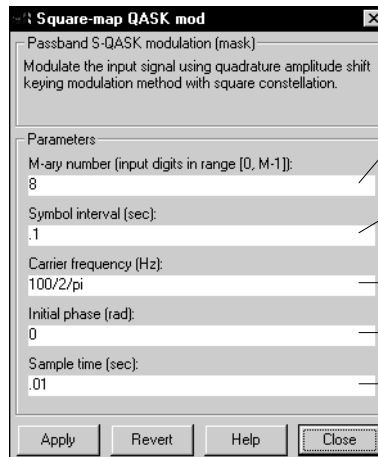 Square-map QASK mod
Passband S-QASK modulation (mask)
Modulate the input signal using quadrature amplitude shift
keying modulation method with square constellation.
Parameters
M-ary number (input digits in range [0, M-1]):
8
Symbol interval (sec):
.1
Carrier frequency (Hz):
100/2/pi
Initial phase (rad):
0
Sample time (sec):
.01
Apply Revert Help Close